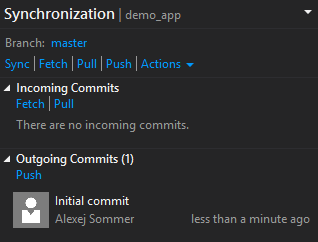 Synchronization | demo_app
Branch: master
Sync | Fetch | Pull | Push | Actions
Incoming Commits
Fetch | Pull
There are no incoming commits.
Outgoing Commits (1)
Push
Initial commit
Alexej Sommer less than a minute ago